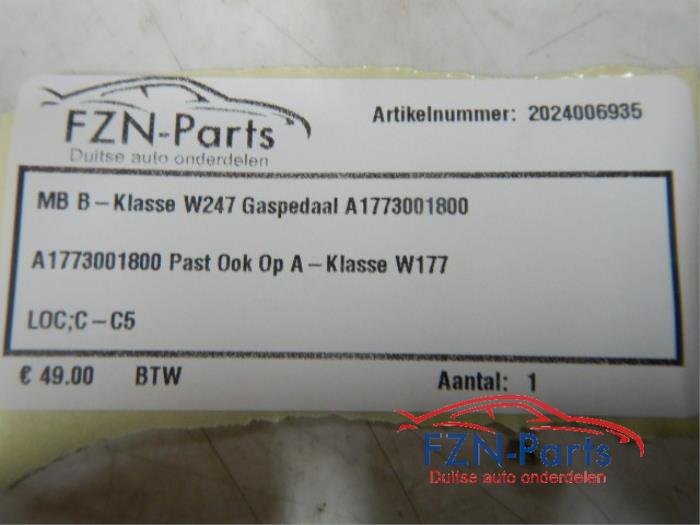 FZN-Parts
Duitse auto onderdelen
Artikelnummer: 2024006935
MB B-Klasse W247 Gaspedaal A1773001800
A1773001800 Past Ook Op A-Klasse W177
LOC;C-C5
€ 49.00 BTW Aantal: 1
FZN-Parts
Duitse auto onderdelen